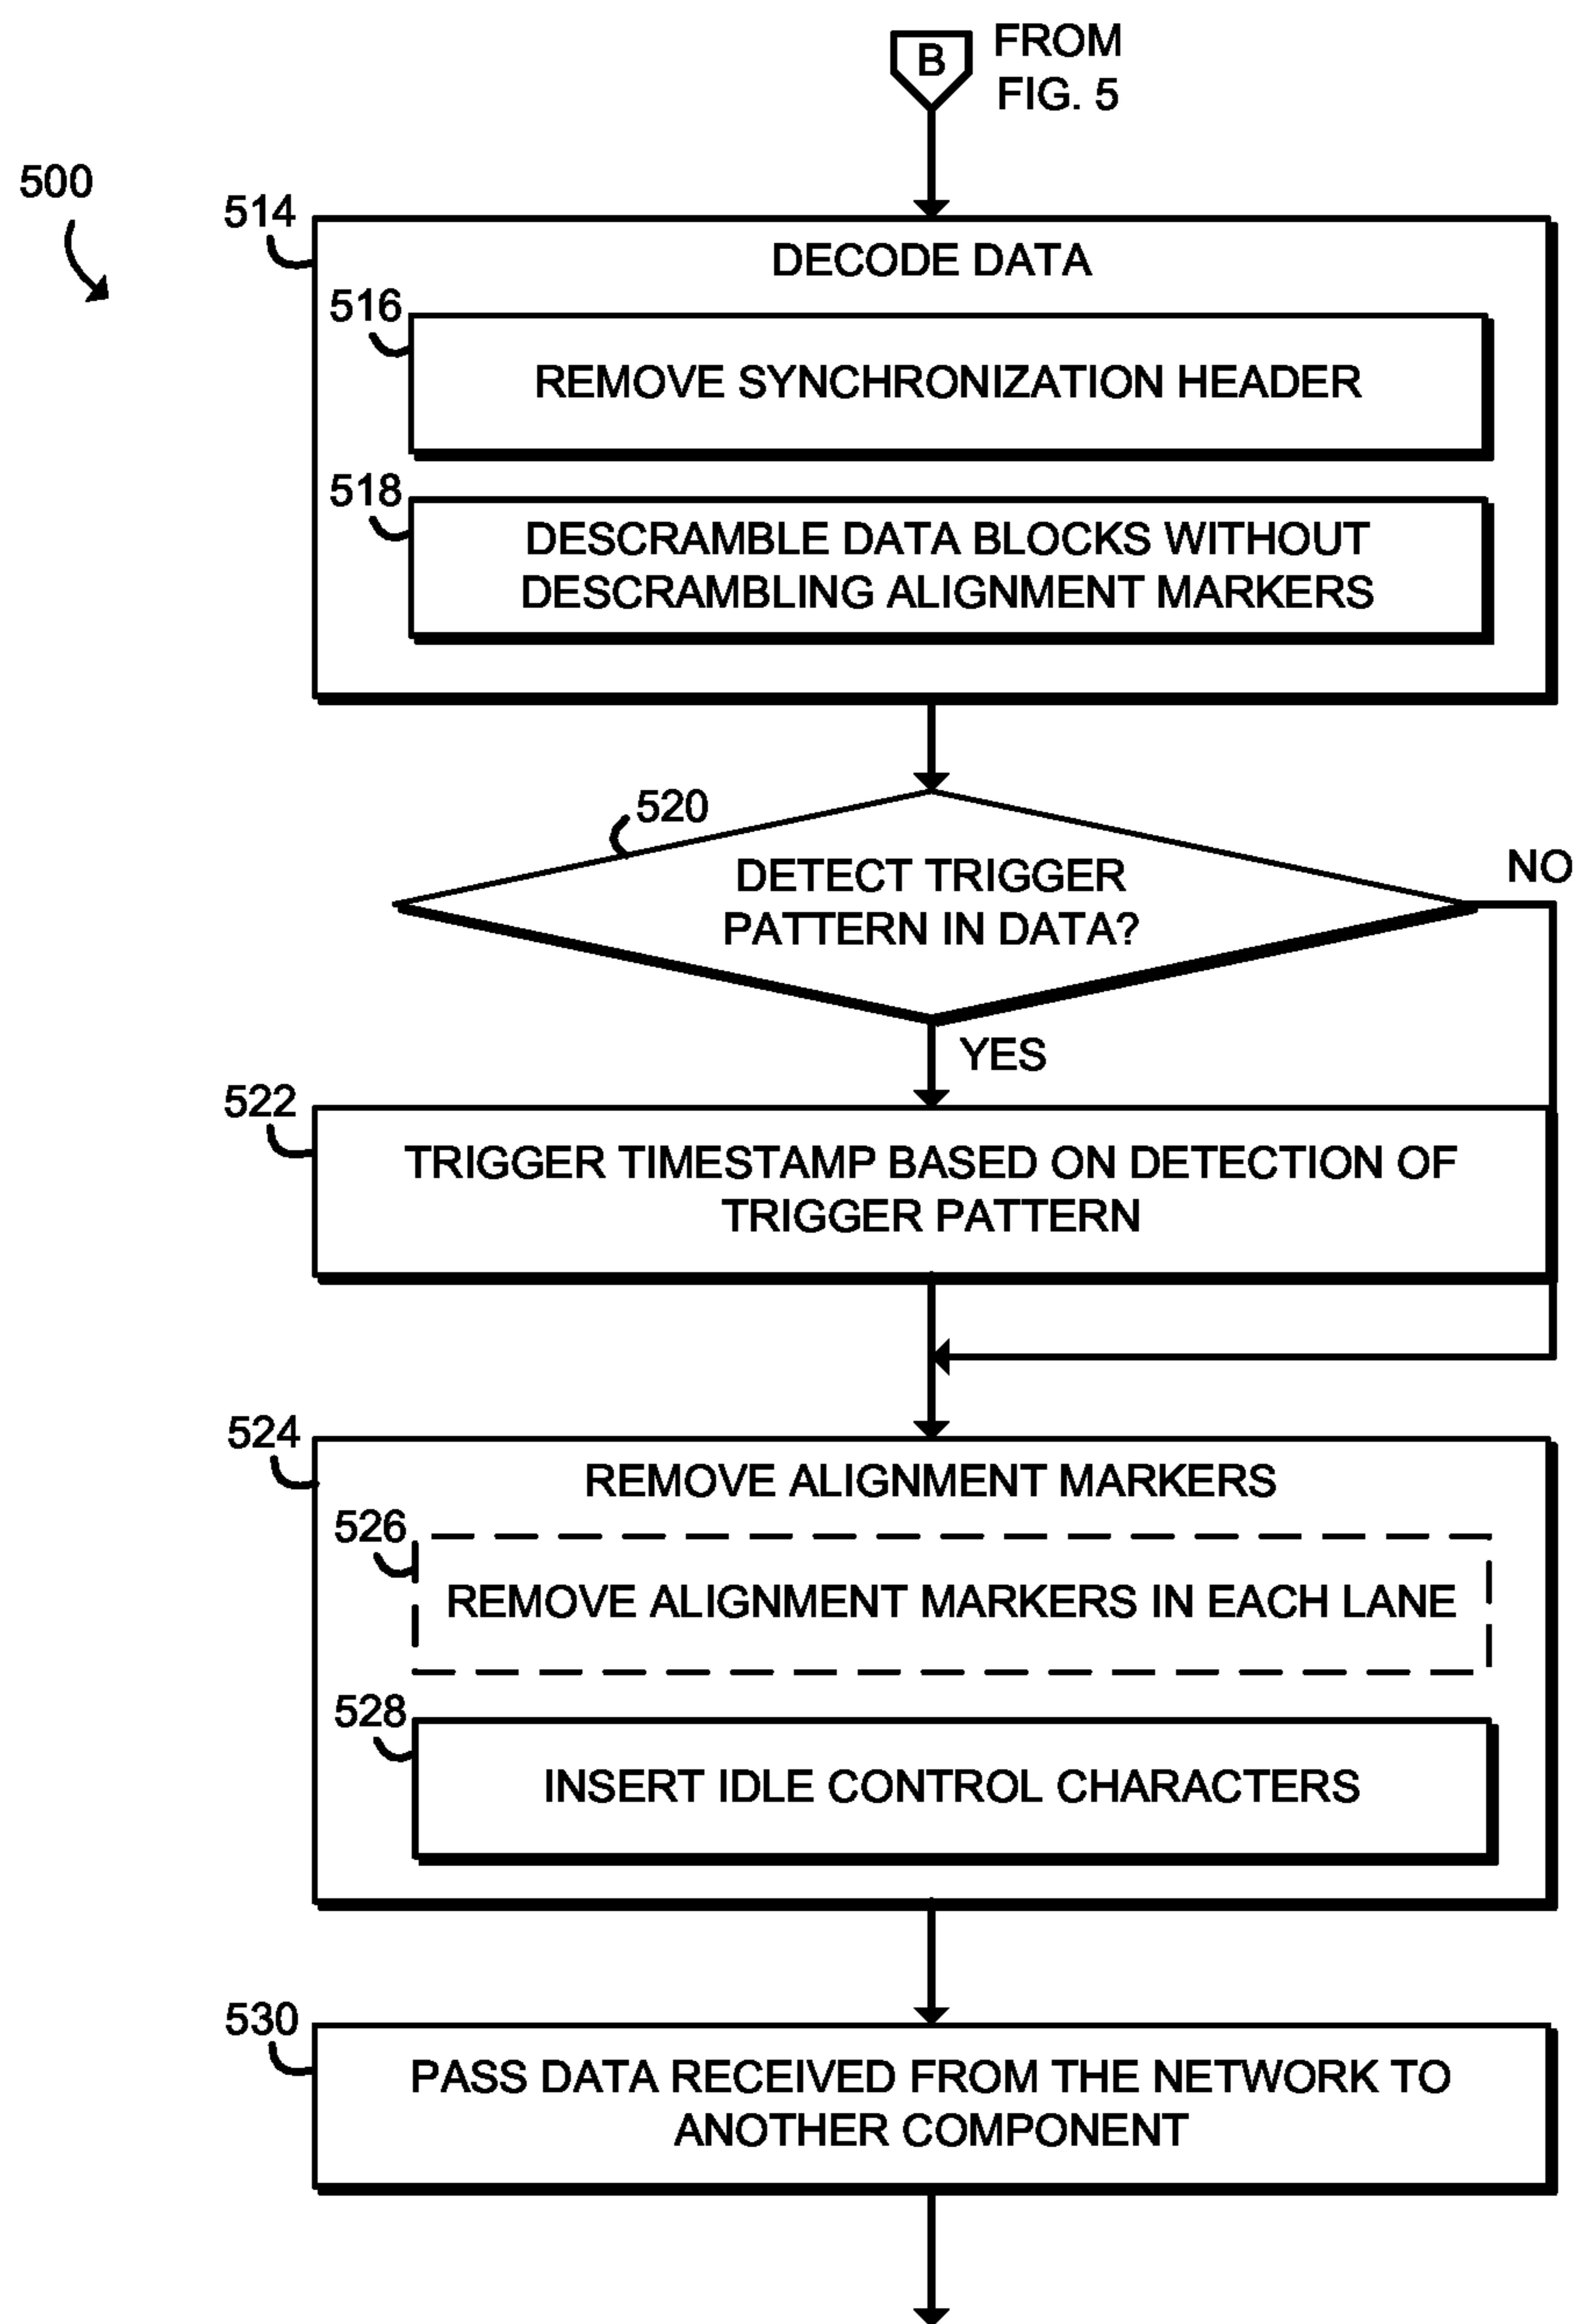 B
FROM
FIG. 5
500
514
DECODE DATA
516
REMOVE SYNCHRONIZATION HEADER
518
DESCRAMBLE DATA BLOCKS WITHOUT
DESCRAMBLING ALIGNMENT MARKERS
520
DETECT TRIGGER
PATTERN IN DATA?
NO
YES
522
TRIGGER TIMESTAMP BASED ON DETECTION OF
TRIGGER PATTERN
524
REMOVE ALIGNMENT MARKERS
526
REMOVE ALIGNMENT MARKERS IN EACH LANE
528
INSERT IDLE CONTROL CHARACTERS
530
PASS DATA RECEIVED FROM THE NETWORK TO
ANOTHER COMPONENT